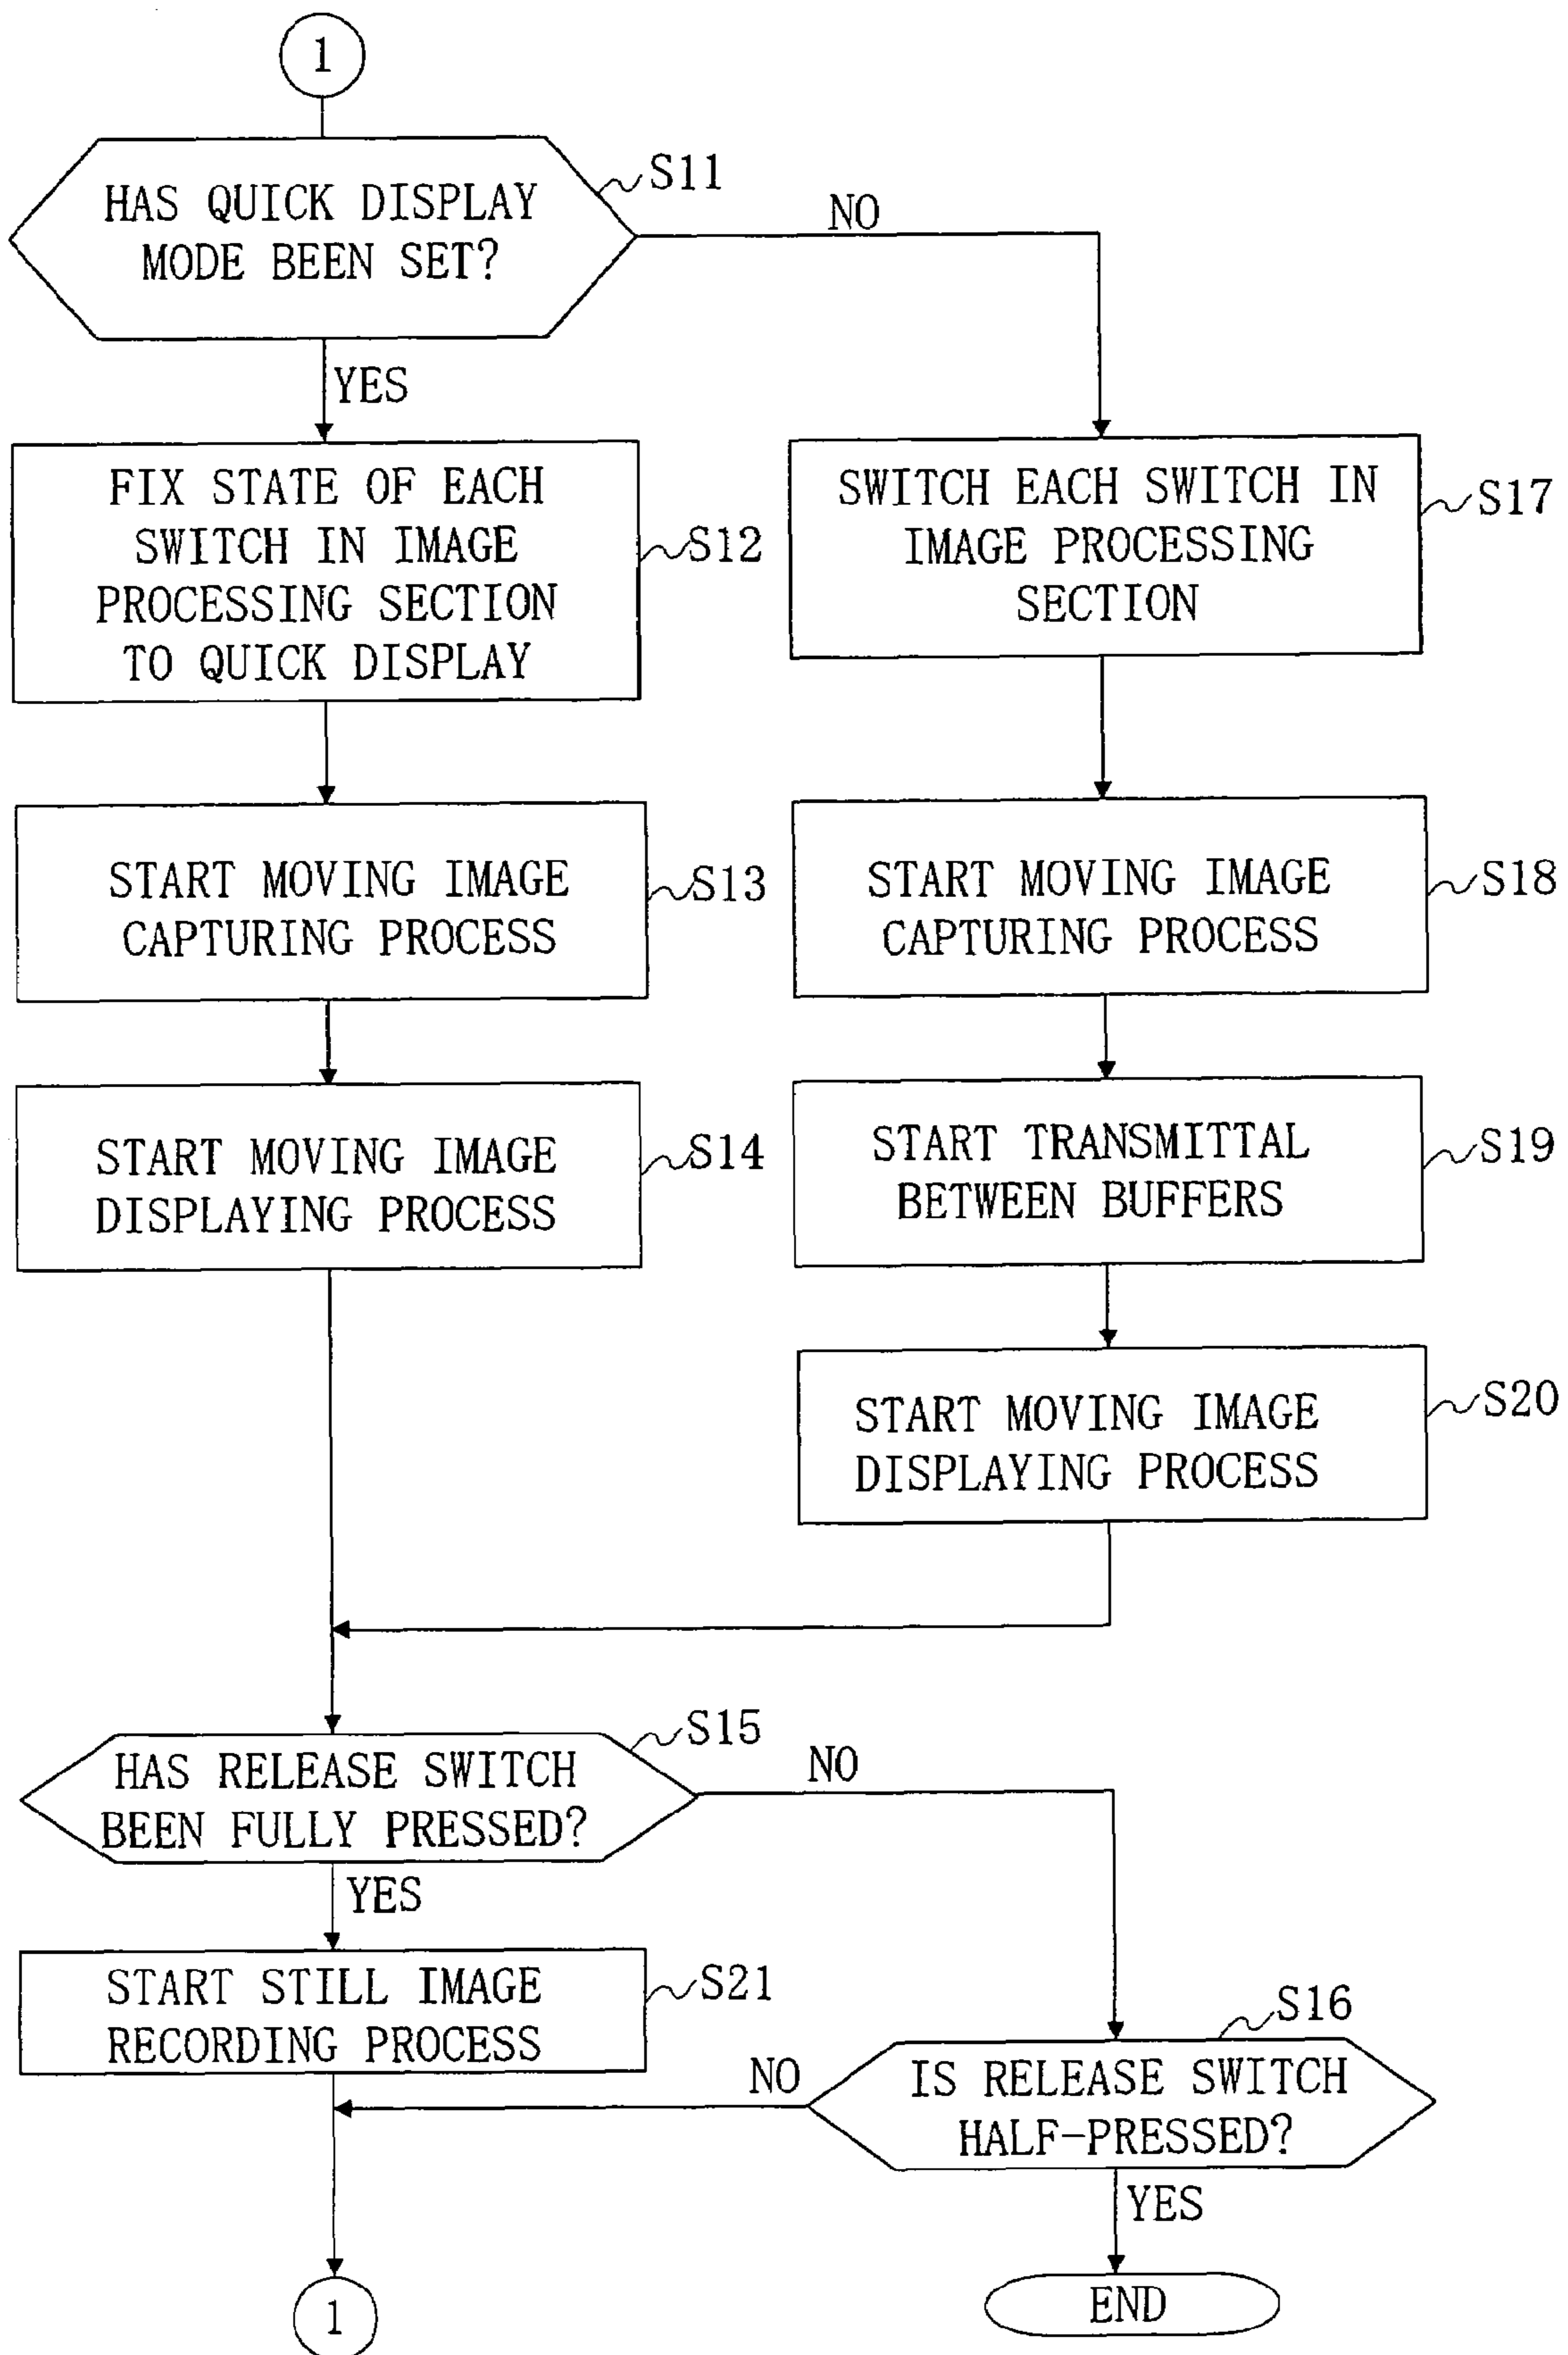 1
HAS QUICK DISPLAY
MODE BEEN SET?
S11
NO
YES
FIX STATE OF EACH
SWITCH IN IMAGE
PROCESSING SECTION
TO QUICK DISPLAY
S12
SWITCH EACH SWITCH IN
IMAGE PROCESSING
SECTION
S17
START MOVING IMAGE
CAPTURING PROCESS
S13
START MOVING IMAGE
CAPTURING PROCESS
S18
START MOVING IMAGE
DISPLAYING PROCESS
S14
START TRANSMITTAL
BETWEEN BUFFERS
S19
START MOVING IMAGE
DISPLAYING PROCESS
S20
HAS RELEASE SWITCH
BEEN FULLY PRESSED?
S15
NO
YES
START STILL IMAGE
RECORDING PROCESS
S21
IS RELEASE SWITCH
HALF-PRESSED?
S16
NO
YES
1
END